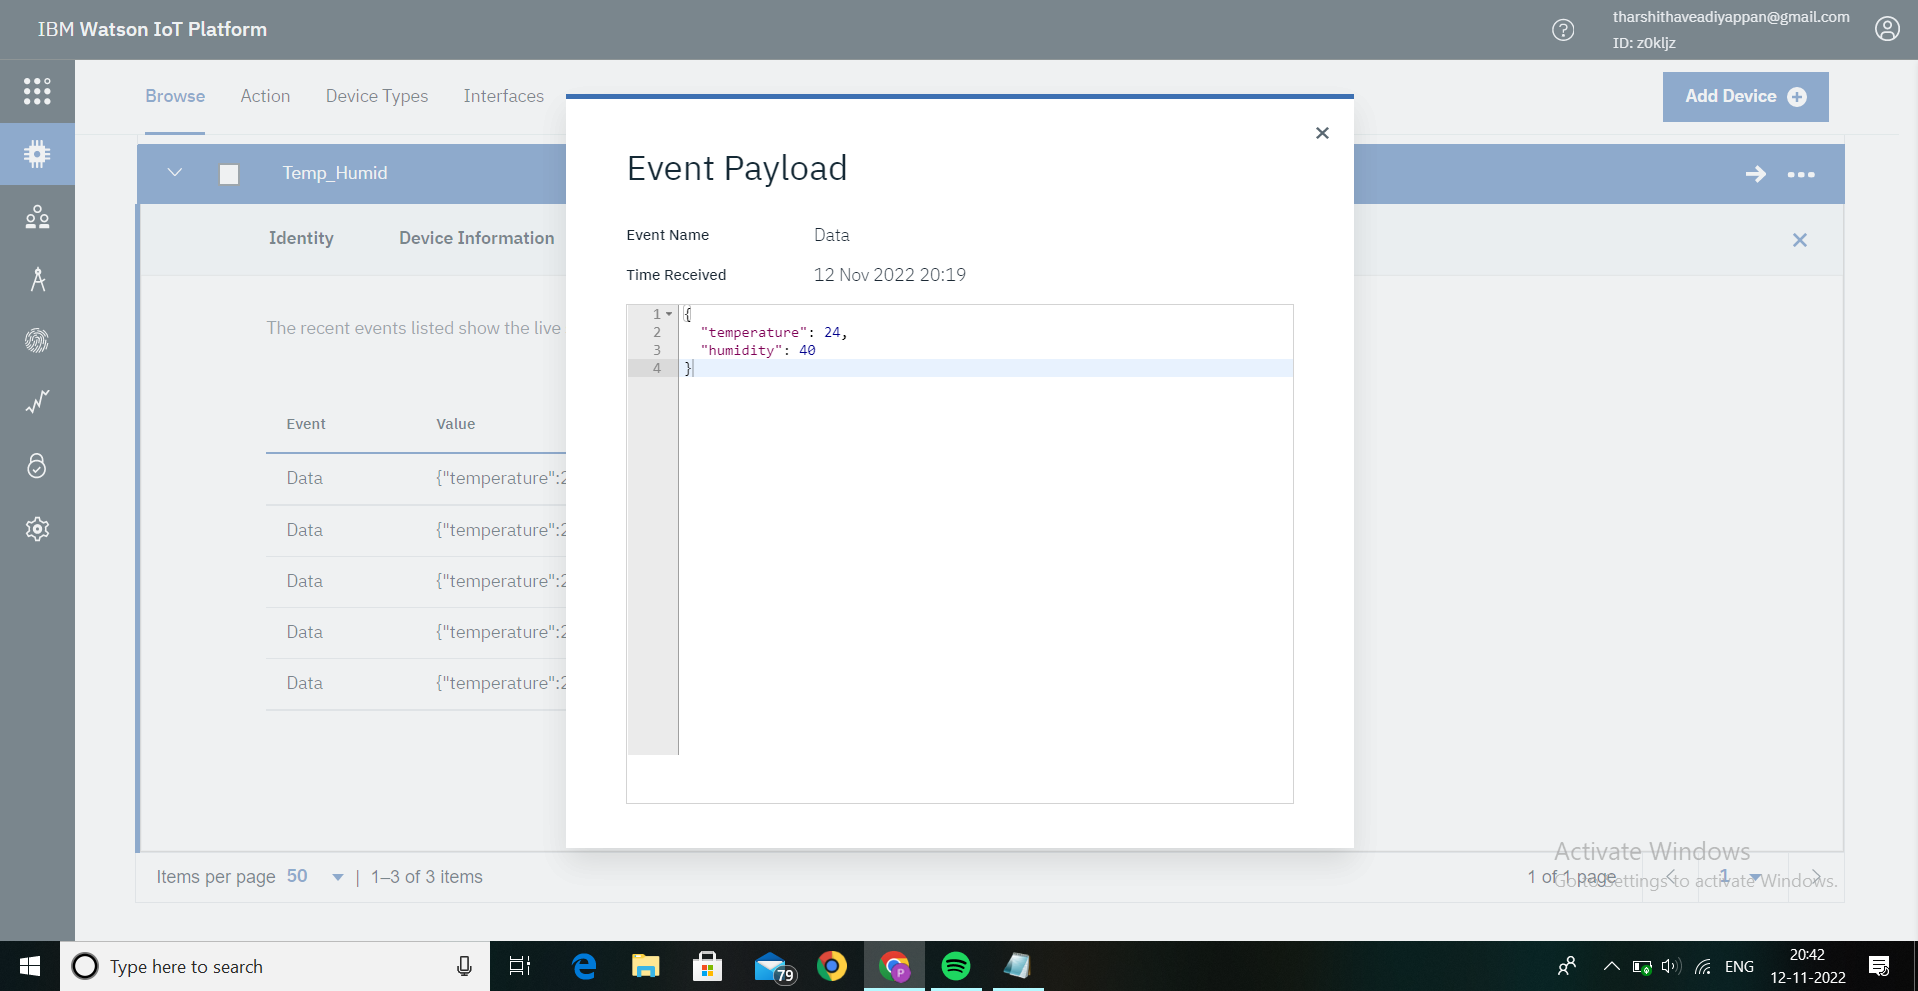 IBM Watson IoT Platform
tharshithaveadiyappan@gmail.com
ID: z0kljz
Browse Action Device Types Interfaces
Add Device
Temp_Humid
Identity Device Information
The recent events listed show the live
Event Value
Data {"temperature":2
Data {"temperature":2
Data {"temperature":2
Data {"temperature":2
Data {"temperature":2
Event Payload
Event Name Data
Time Received 12 Nov 2022 20:19
1 {
2 "temperature": 24,
3 "humidity": 40
4 }
Items per page 50 | 1–3 of 3 items
1 of 1 page 1
Activate Windows
Go to Settings to activate Windows.
Type here to search
79
P
ENG
20:42
12-11-2022